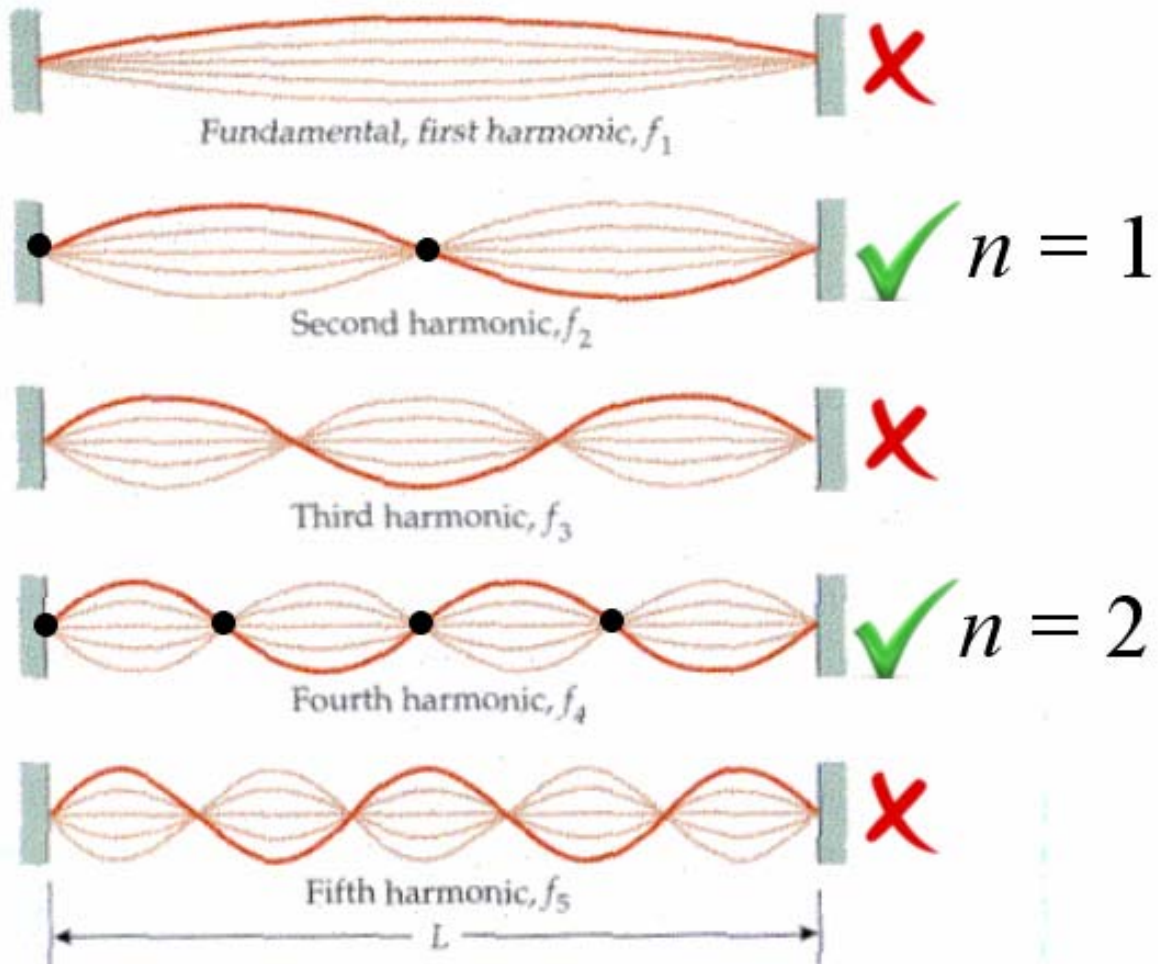 Fundamental, first harmonic, f₁
n = 1
Second harmonic, f₂
Third harmonic, f₃
n = 2
Fourth harmonic, f₄
Fifth harmonic, f₅
L